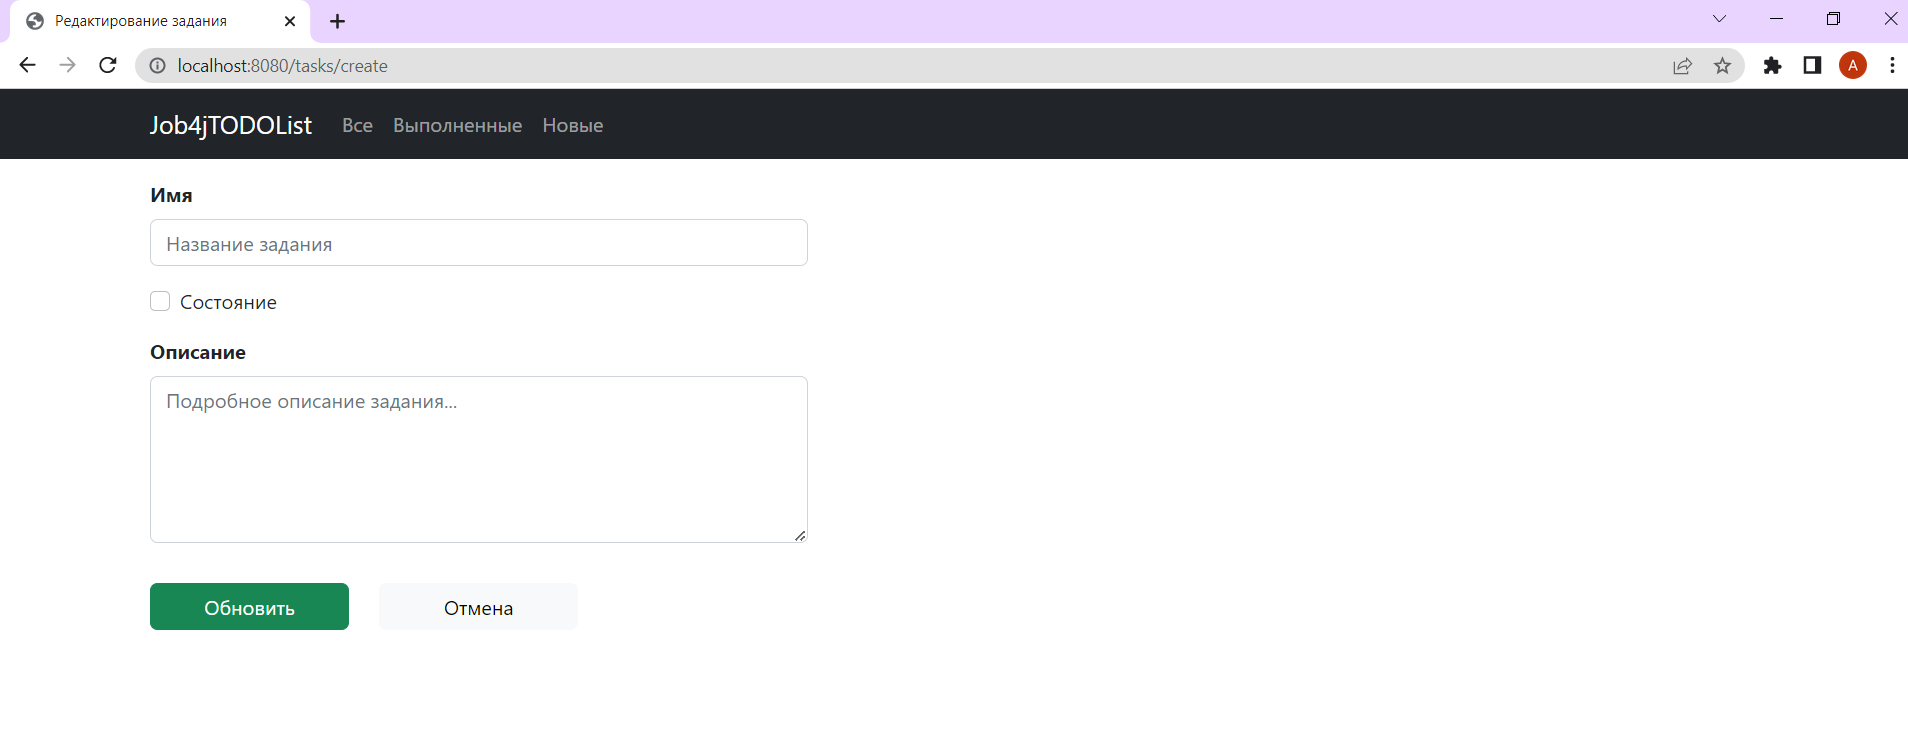 Редактирование задания
localhost:8080/tasks/create
A
Job4jTODOList Все Выполненные Новые
Имя
Название задания
Состояние
Описание
Подробное описание задания...
Обновить Отмена